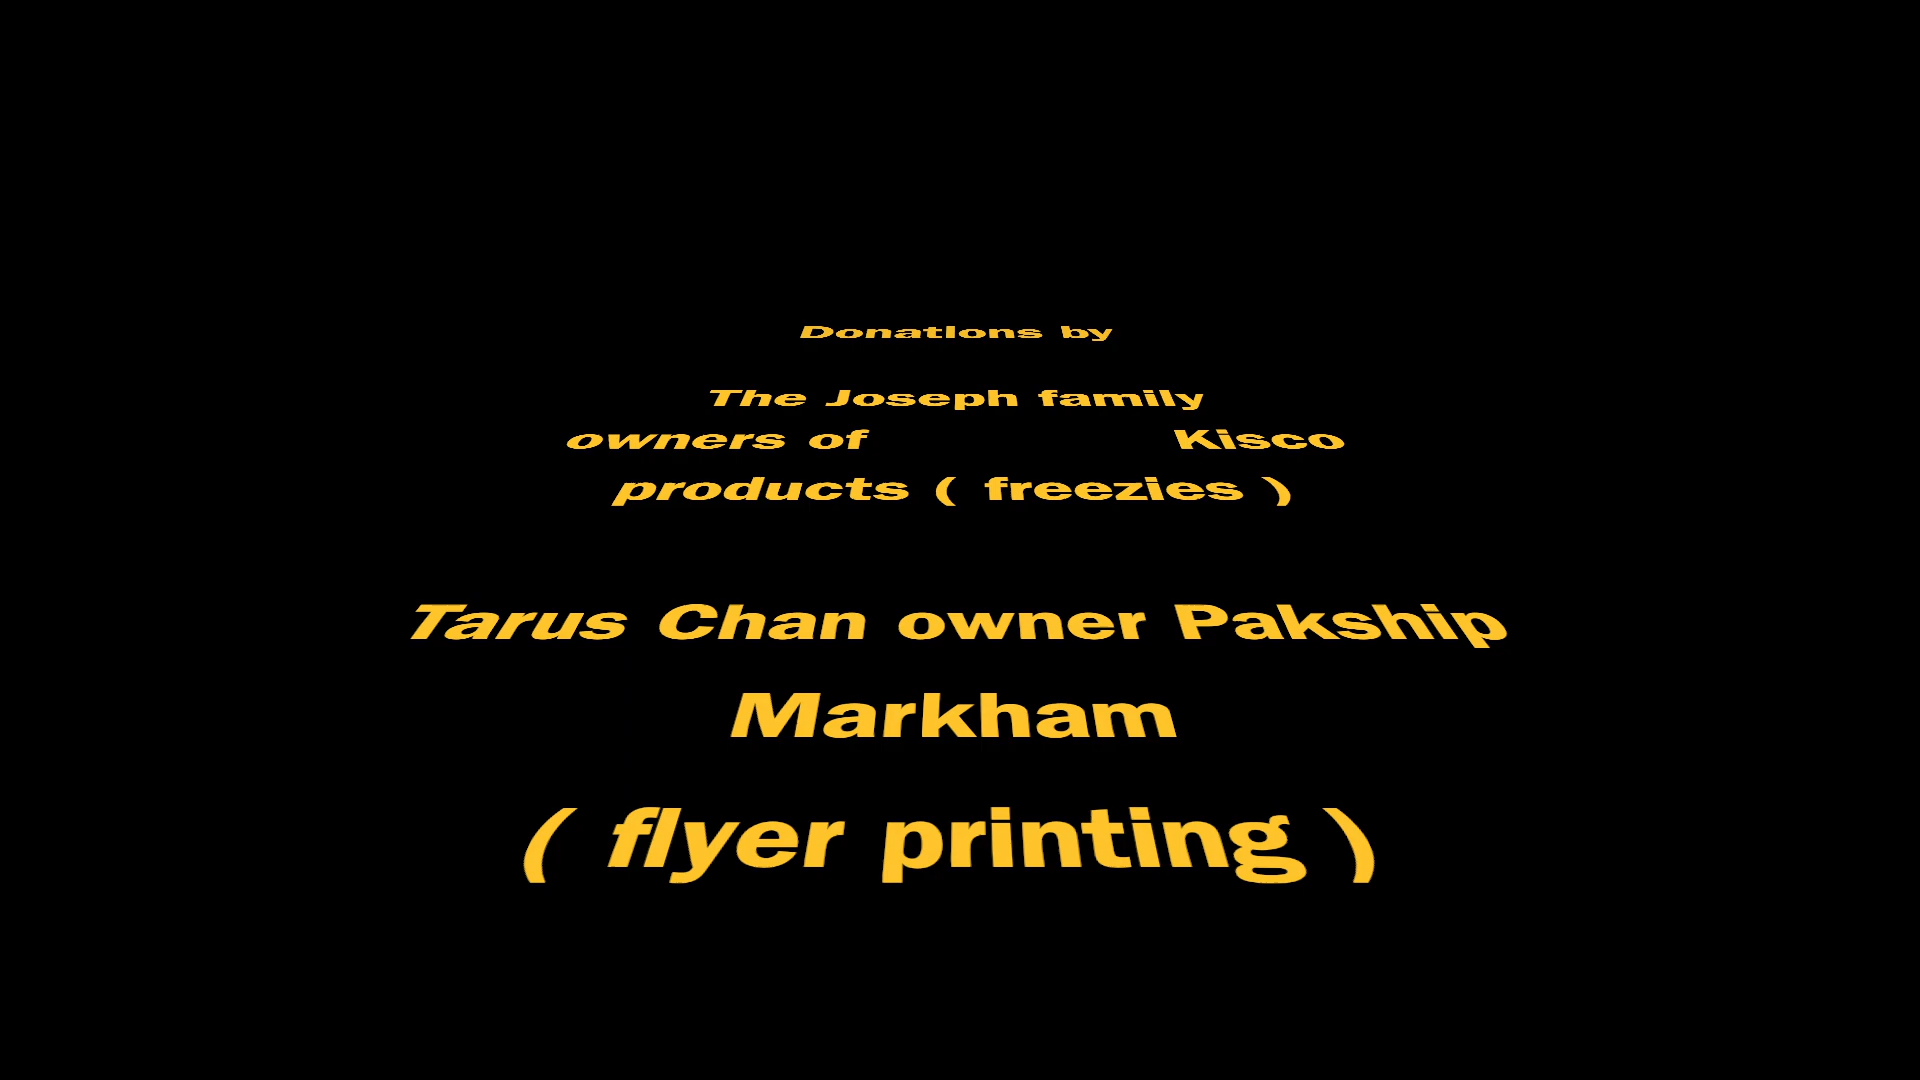 Donations by
The Joseph family
owners of Kisco
products ( freezies )
Tarus Chan owner Pakship
Markham
( flyer printing )